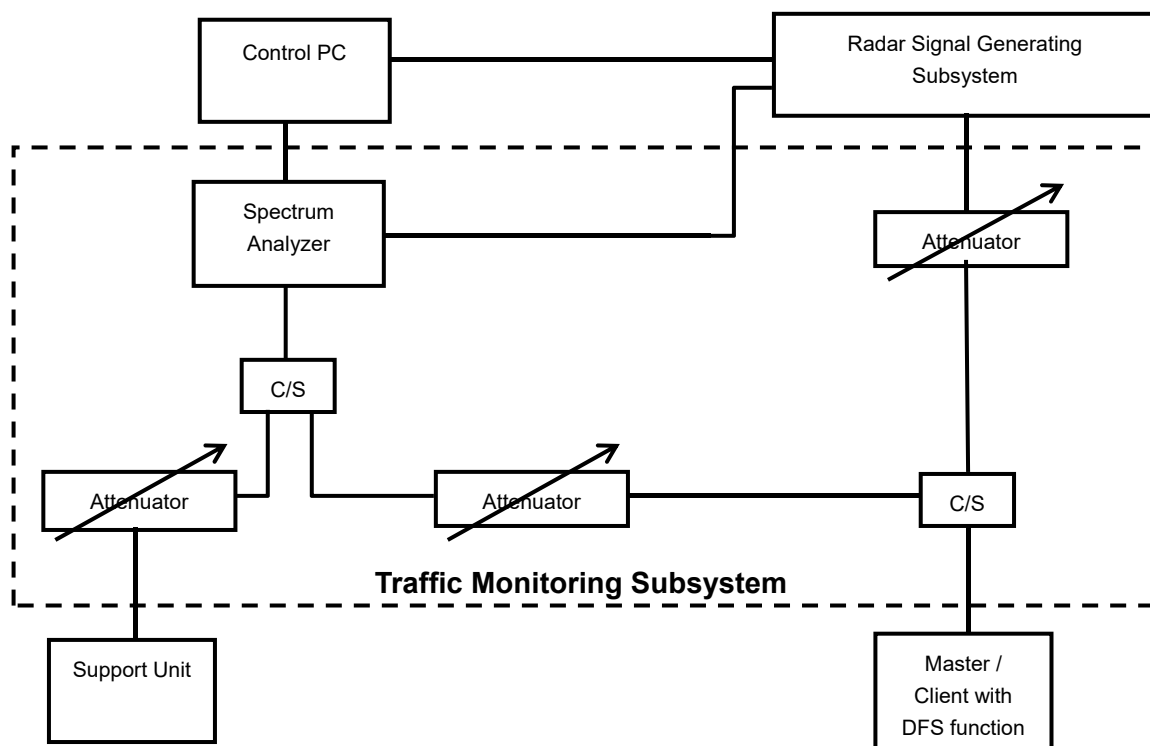 Control PC
Radar Signal Generating
Subsystem
Spectrum
Analyzer
Attenuator
C/S
Attenuator
Attenuator
C/S
Traffic Monitoring Subsystem
Support Unit
Master /
Client with
DFS function